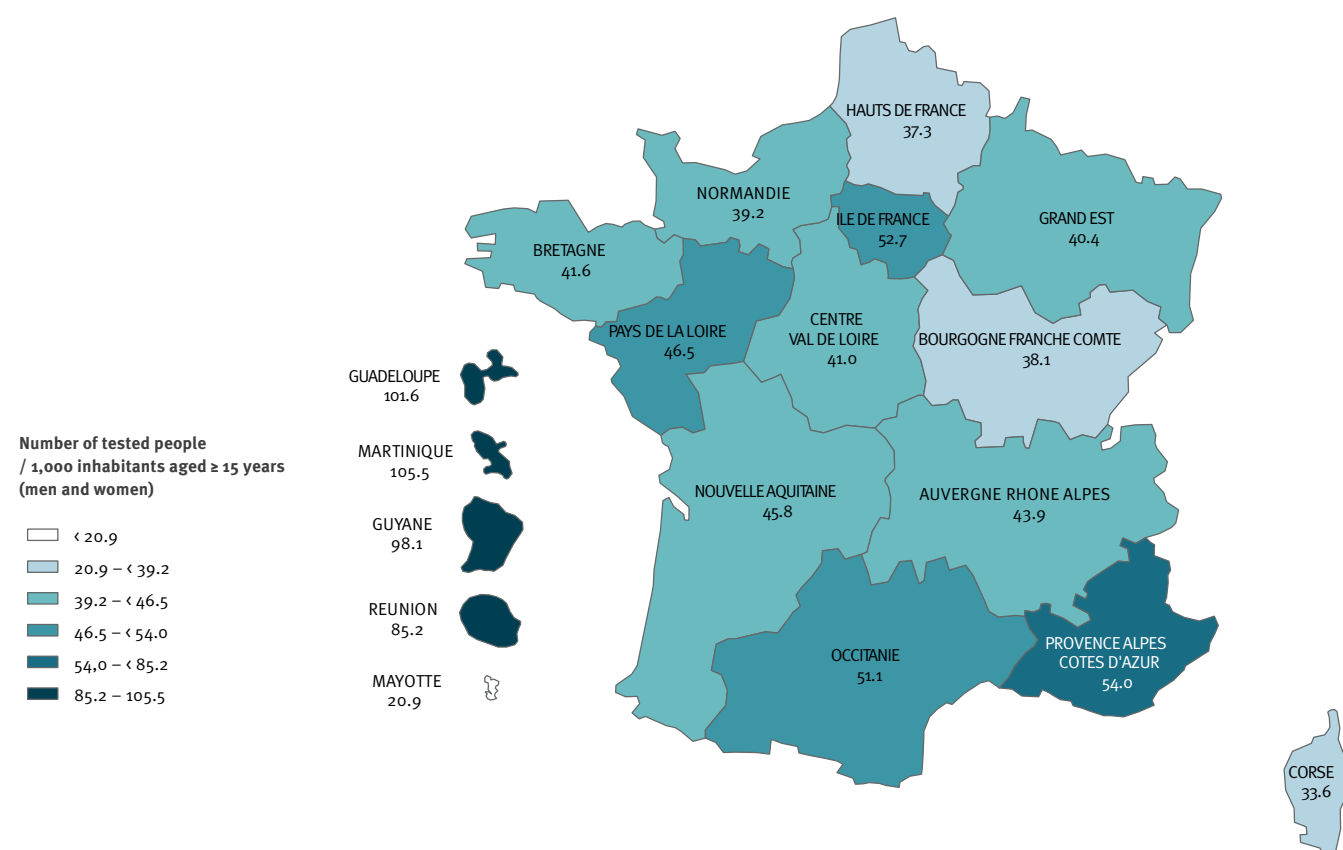 HAUTS DE FRANCE
37.3
NORMANDIE
39.2
ILE DE FRANCE
52.7
GRAND EST
40.4
BRETAGNE
41.6
PAYS DE LA LOIRE
46.5
CENTRE
VAL DE LOIRE
41.0
BOURGOGNE FRANCHE COMTE
38.1
GUADELOUPE
101.6
MARTINIQUE
105.5
GUYANE
98.1
REUNION
85.2
MAYOTTE
20.9
Number of tested people
/ 1,000 inhabitants aged ≥ 15 years
(men and women)
< 20.9
20.9 – < 39.2
39.2 – < 46.5
46.5 – < 54.0
54,0 – < 85.2
85.2 – 105.5
NOUVELLE AQUITAINE
45.8
AUVERGNE RHONE ALPES
43.9
OCCITANIE
51.1
PROVENCE ALPES
COTES D'AZUR
54.0
CORSE
33.6